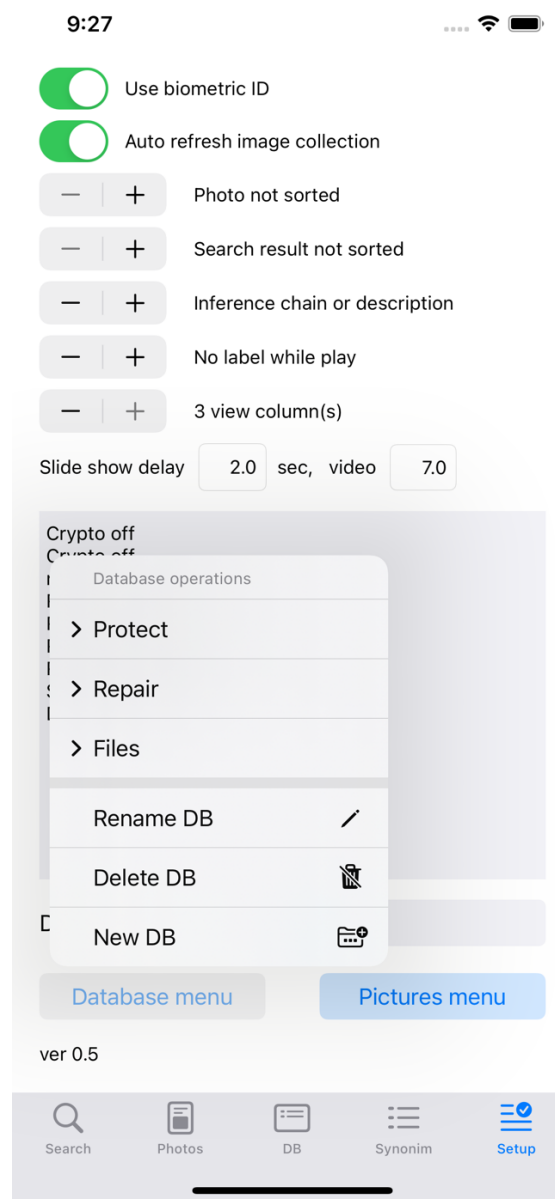 9:27
Use biometric ID
Auto refresh image collection
Photo not sorted
Search result not sorted
Inference chain or description
No label while play
3 view column(s)
Slide show delay 2.0 sec, video 7.0
Crypto off
Crypto off
Database operations
Protect
Repair
Files
Rename DB
Delete DB
New DB
Database menu Pictures menu
ver 0.5
Search Photos DB Synonim Setup